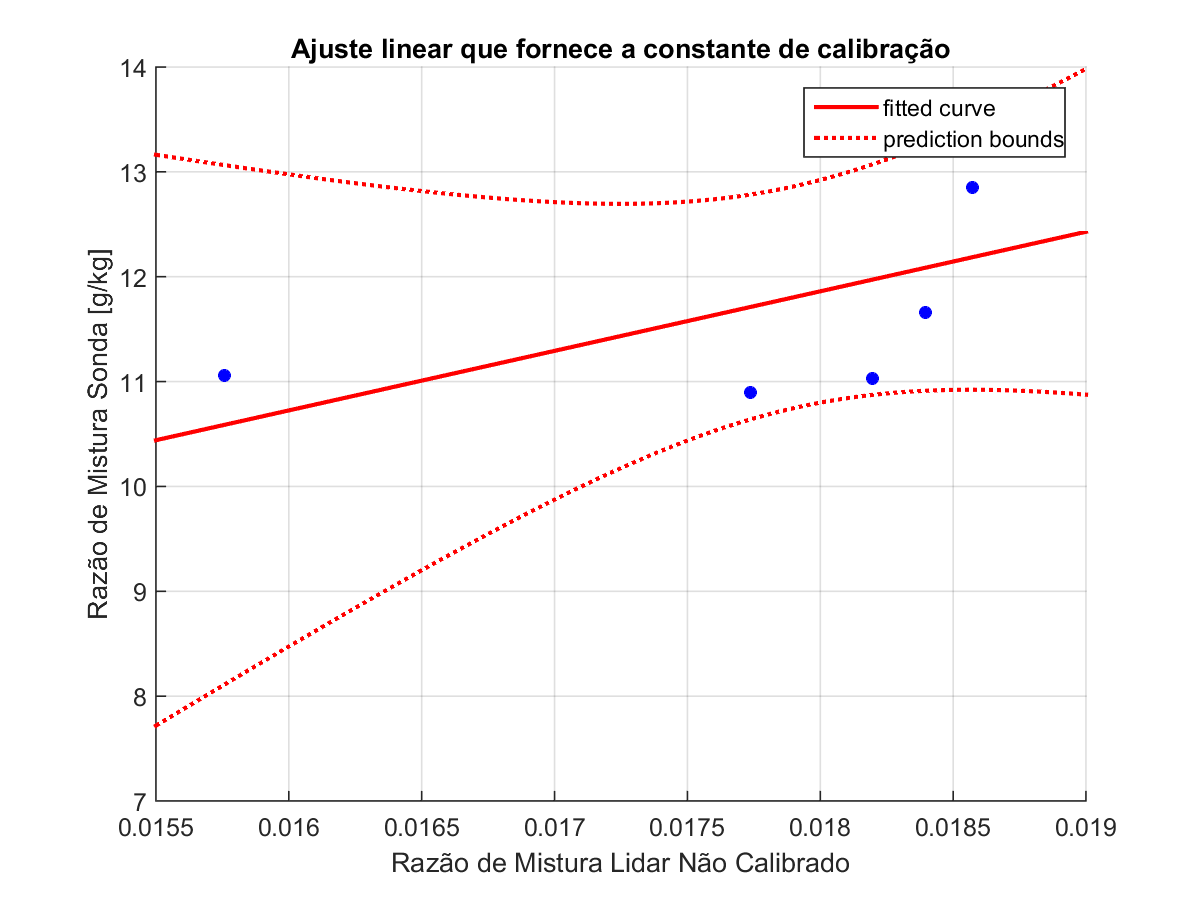 Ajuste linear que fornece a constante de calibração
fitted curve
prediction bounds
Razão de Mistura Sonda [g/kg]
14
13
12
11
10
9
8
7
0.0155 0.016 0.0165 0.017 0.0175 0.018 0.0185 0.019
Razão de Mistura Lidar Não Calibrado